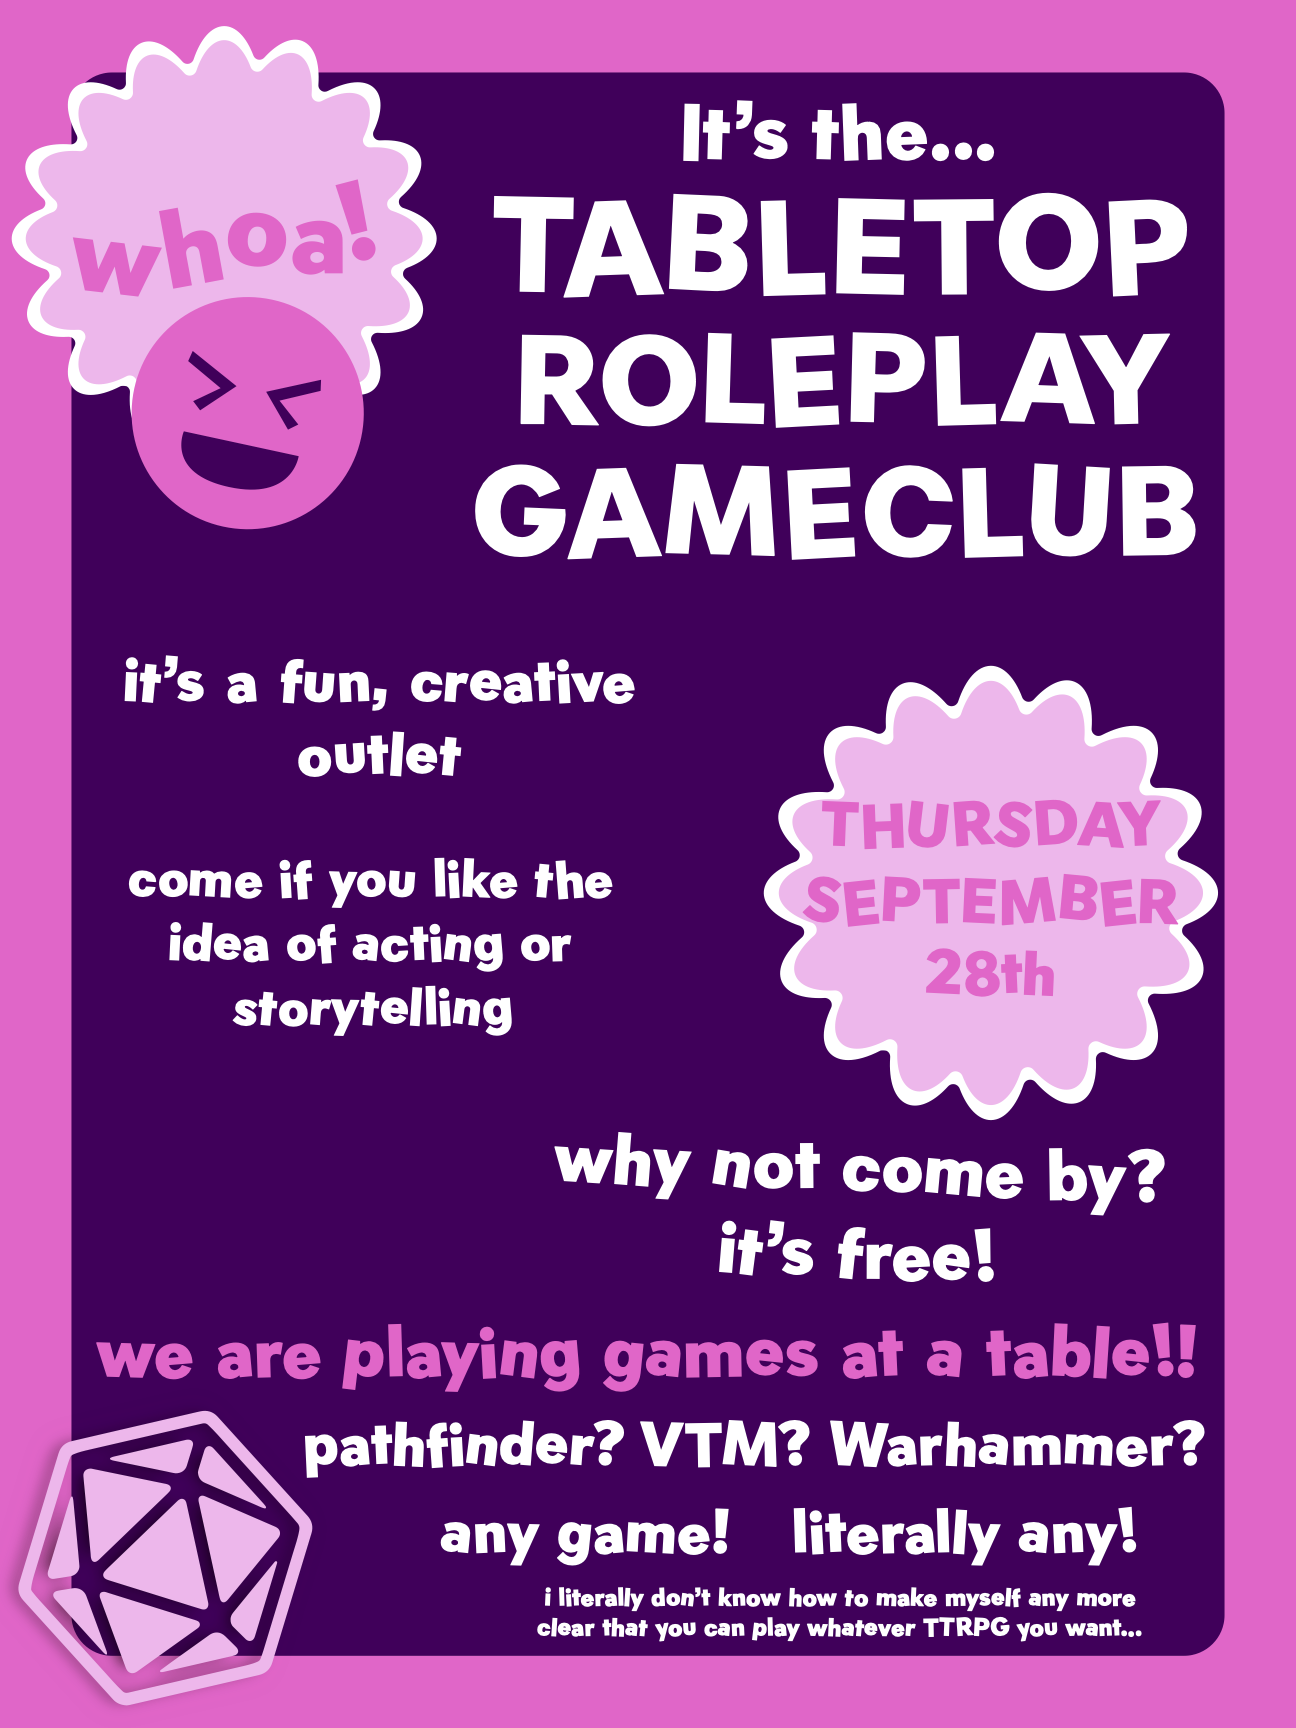 whoa!
It's the...
TABLETOP
ROLEPLAY
GAMECLUB
it's a fun, creative
outlet
come if you like the
idea of acting or
storytelling
THURSDAY
SEPTEMBER
28th
why not come by?
it's free!
we are playing games at a table!!
pathfinder? VTM? Warhammer?
any game! literally any!
i literally don't know how to make myself any more
clear that you can play whatever TTRPG you want...